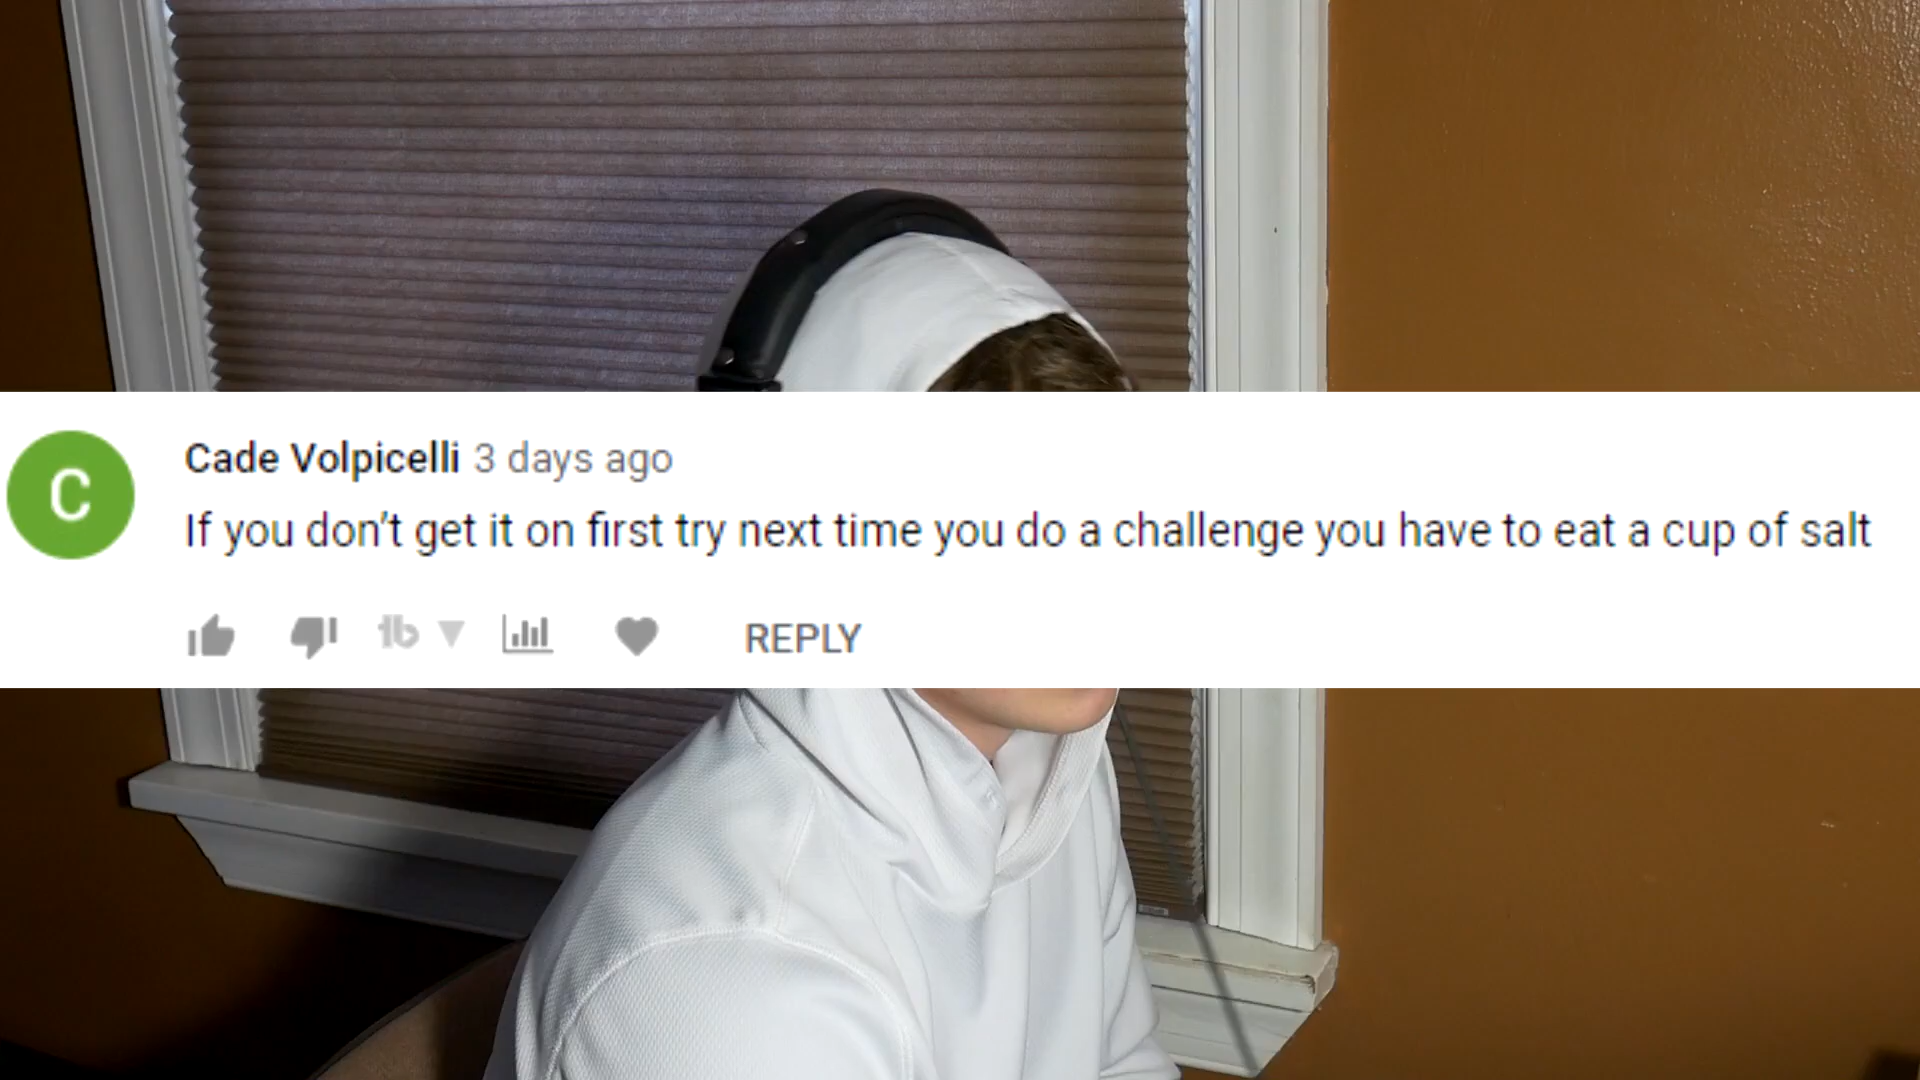 C
Cade Volpicelli 3 days ago
If you don't get it on first try next time you do a challenge you have to eat a cup of salt
REPLY